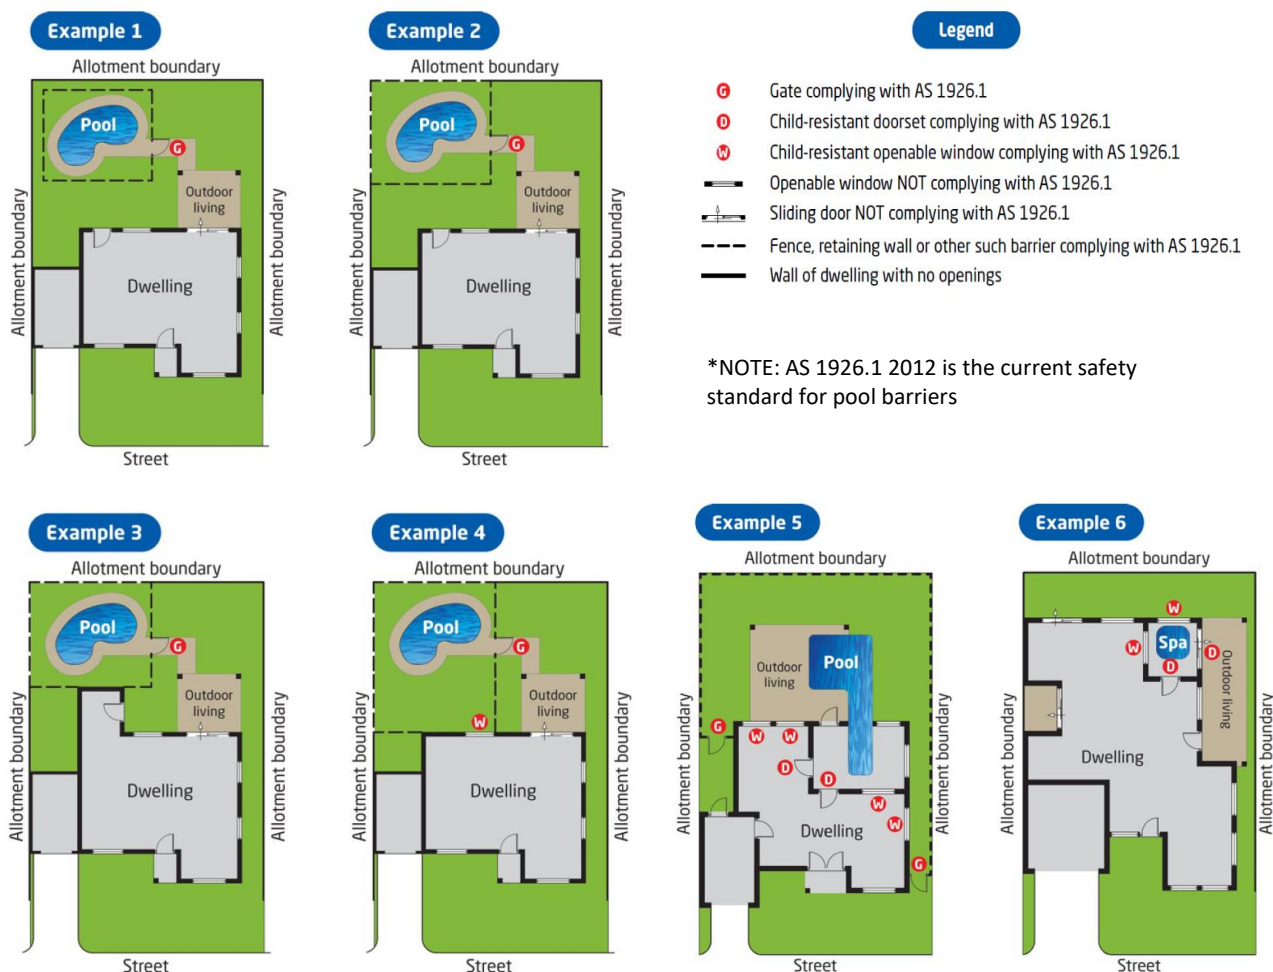 Example 1
Allotment boundary
Allotment boundary
Pool
G
Outdoor
living
Dwelling
Allotment boundary
Street
Example 2
Allotment boundary
Allotment boundary
Pool
G
Outdoor
living
Dwelling
Allotment boundary
Street
Legend
G Gate complying with AS 1926.1
D Child-resistant doorset complying with AS 1926.1
W Child-resistant openable window complying with AS 1926.1
Openable window NOT complying with AS 1926.1
Sliding door NOT complying with AS 1926.1
Fence, retaining wall or other such barrier complying with AS 1926.1
Wall of dwelling with no openings
*NOTE: AS 1926.1 2012 is the current safety
standard for pool barriers
Example 3
Allotment boundary
Allotment boundary
Pool
G
Outdoor
living
Dwelling
Allotment boundary
Street
Example 4
Allotment boundary
Allotment boundary
Pool
G
W
Outdoor
living
Dwelling
Allotment boundary
Street
Example 5
Allotment boundary
Allotment boundary
Pool
Outdoor
living
G
W W
D
D
W
W
Dwelling
G
Allotment boundary
Street
Example 6
Allotment boundary
Allotment boundary
W
W
Spa
D
D
Outdoor living
Dwelling
Allotment boundary
Street